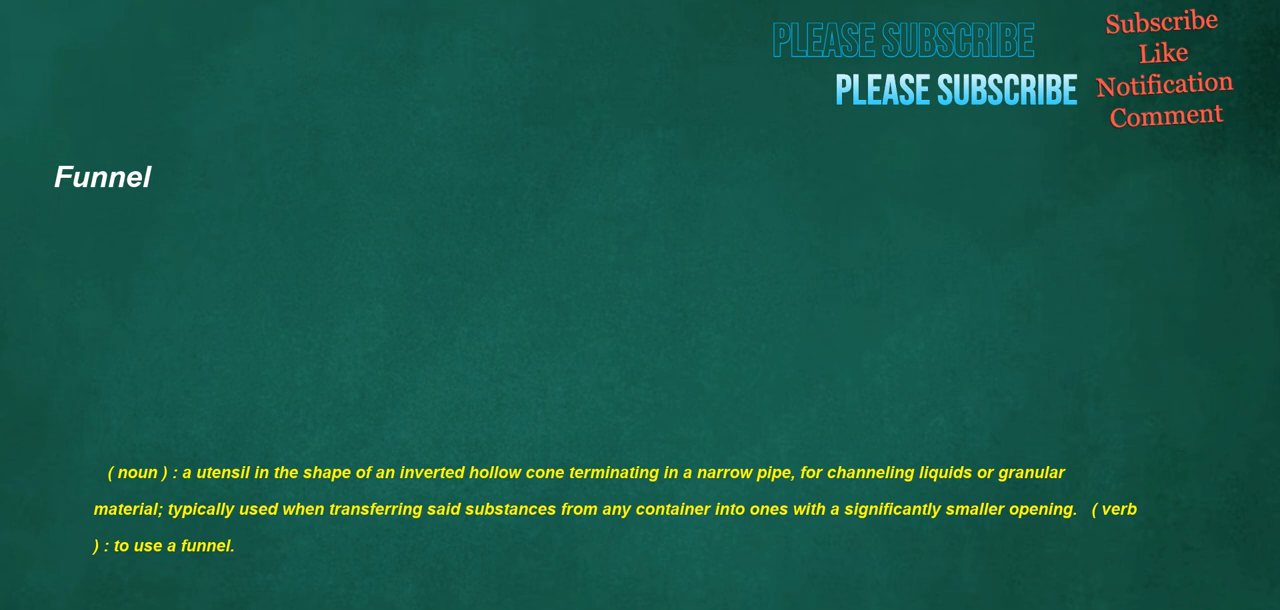 PLEASE SUBSCRIBE
PLEASE SUBSCRIBE
Subscribe
Like
Notification
Comment
Funnel
( noun ) : a utensil in the shape of an inverted hollow cone terminating in a narrow pipe, for channeling liquids or granular
material; typically used when transferring said substances from any container into ones with a significantly smaller opening. ( verb
) : to use a funnel.